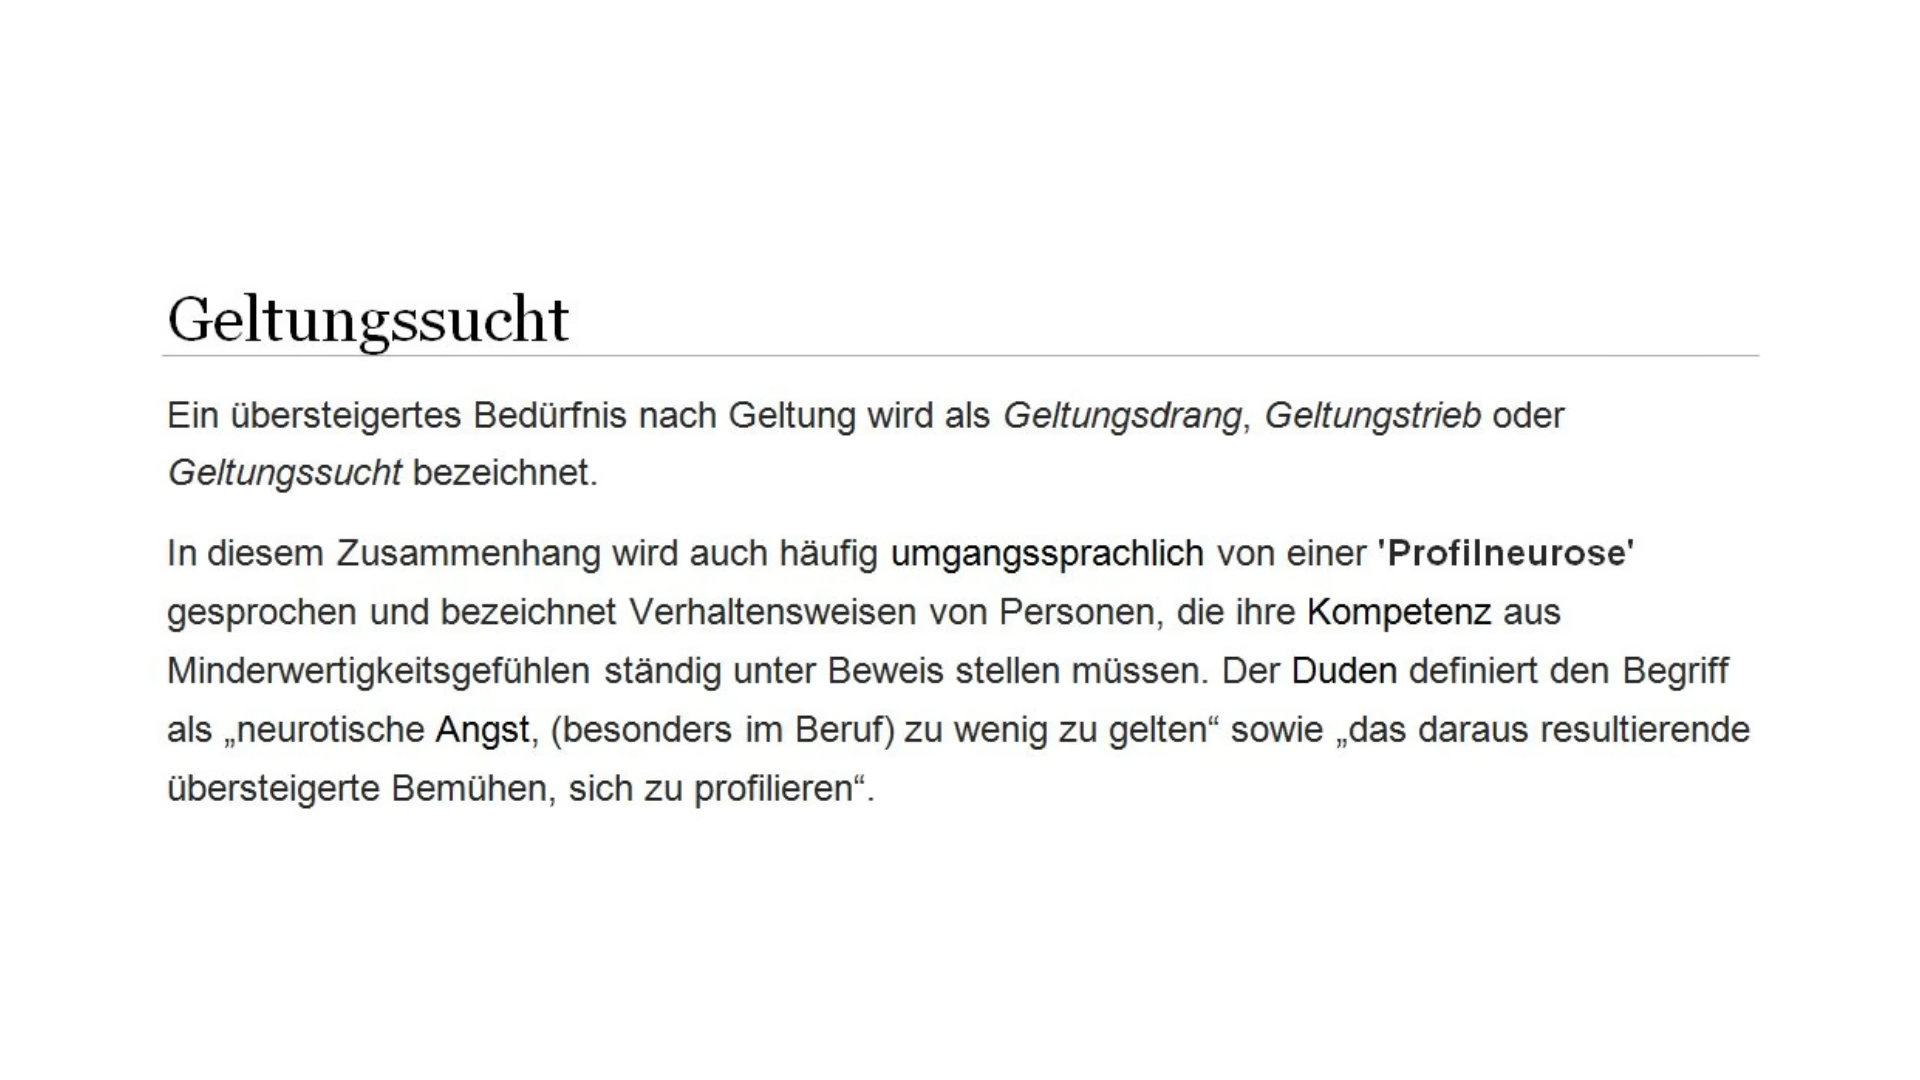 Geltungssucht
Ein übersteigertes Bedürfnis nach Geltung wird als Geltungsdrang, Geltungstrieb oder
Geltungssucht bezeichnet.
In diesem Zusammenhang wird auch häufig umgangssprachlich von einer 'Profilneurose'
gesprochen und bezeichnet Verhaltensweisen von Personen, die ihre Kompetenz aus
Minderwertigkeitsgefühlen ständig unter Beweis stellen müssen. Der Duden definiert den Begriff
als „neurotische Angst, (besonders im Beruf) zu wenig zu gelten“ sowie „das daraus resultierende
übersteigerte Bemühen, sich zu profilieren“.